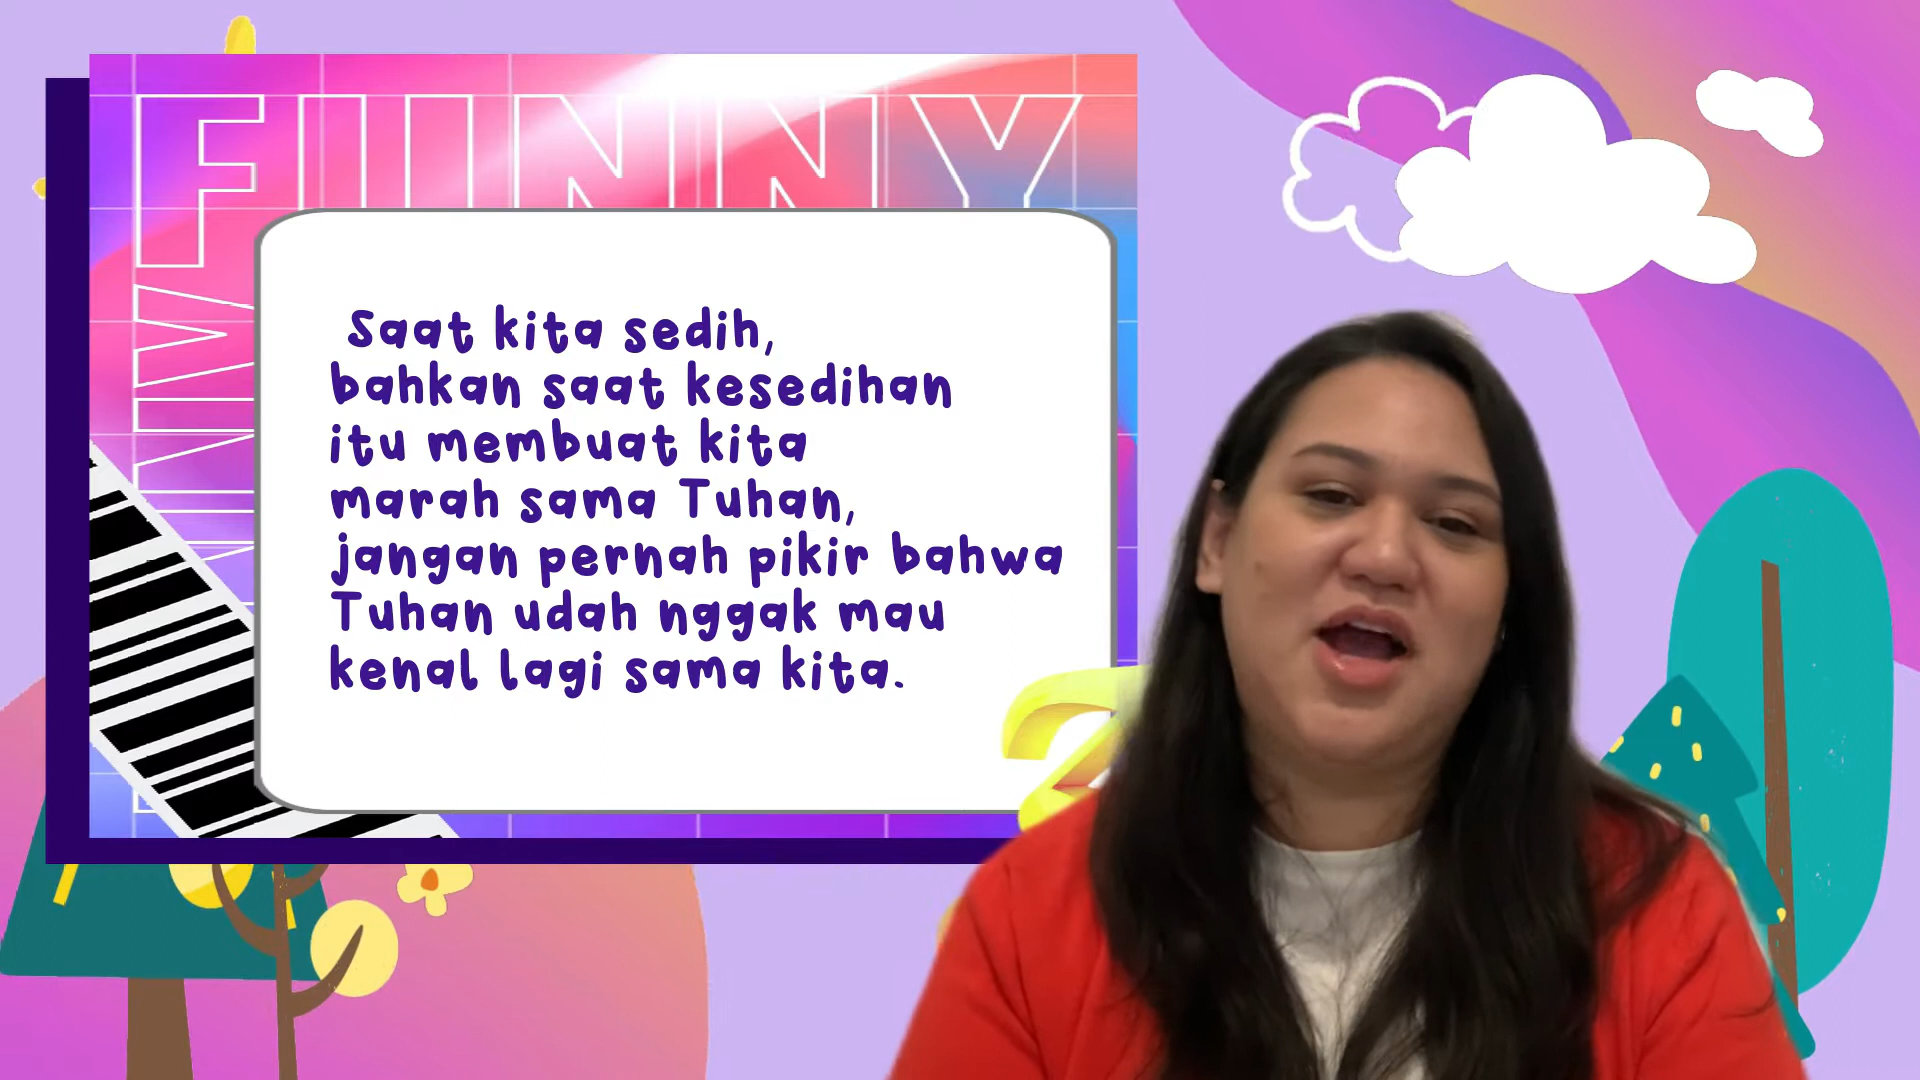 FUNNY
Saat kita sedih,
bahkan saat kesedihan
itu membuat kita
marah sama Tuhan,
jangan pernah pikir bahwa
Tuhan udah nggak mau
kenal lagi sama kita.
2